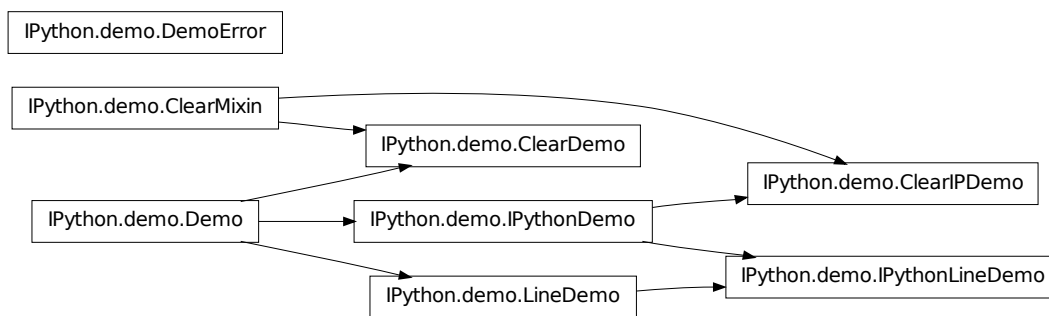 IPython.demo.DemoError
IPython.demo.ClearMixin
IPython.demo.ClearDemo
IPython.demo.ClearIPDemo
IPython.demo.Demo
IPython.demo.IPythonDemo
IPython.demo.IPythonLineDemo
IPython.demo.LineDemo